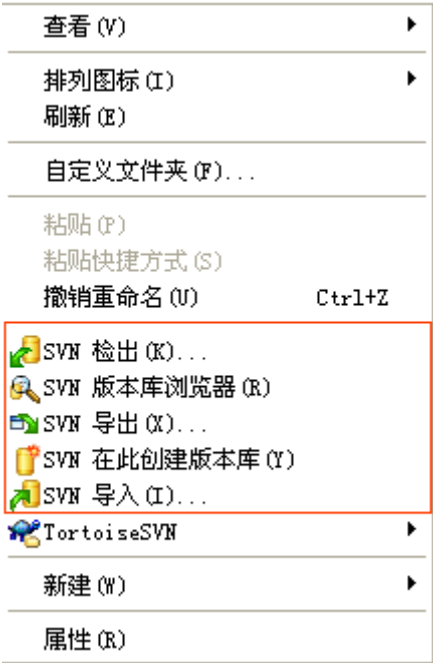 查看(V)
排列图标(I)
刷新(E)
自定义文件夹(F)...
粘贴(P)
粘贴快捷方式(S)
撤销重命名(U) Ctrl+Z
SVN 检出(K)...
SVN 版本库浏览器(R)
SVN 导出(X)...
SVN 在此创建版本库(Y)
SVN 导入(I)...
TortoiseSVN
新建(W)
属性(R)